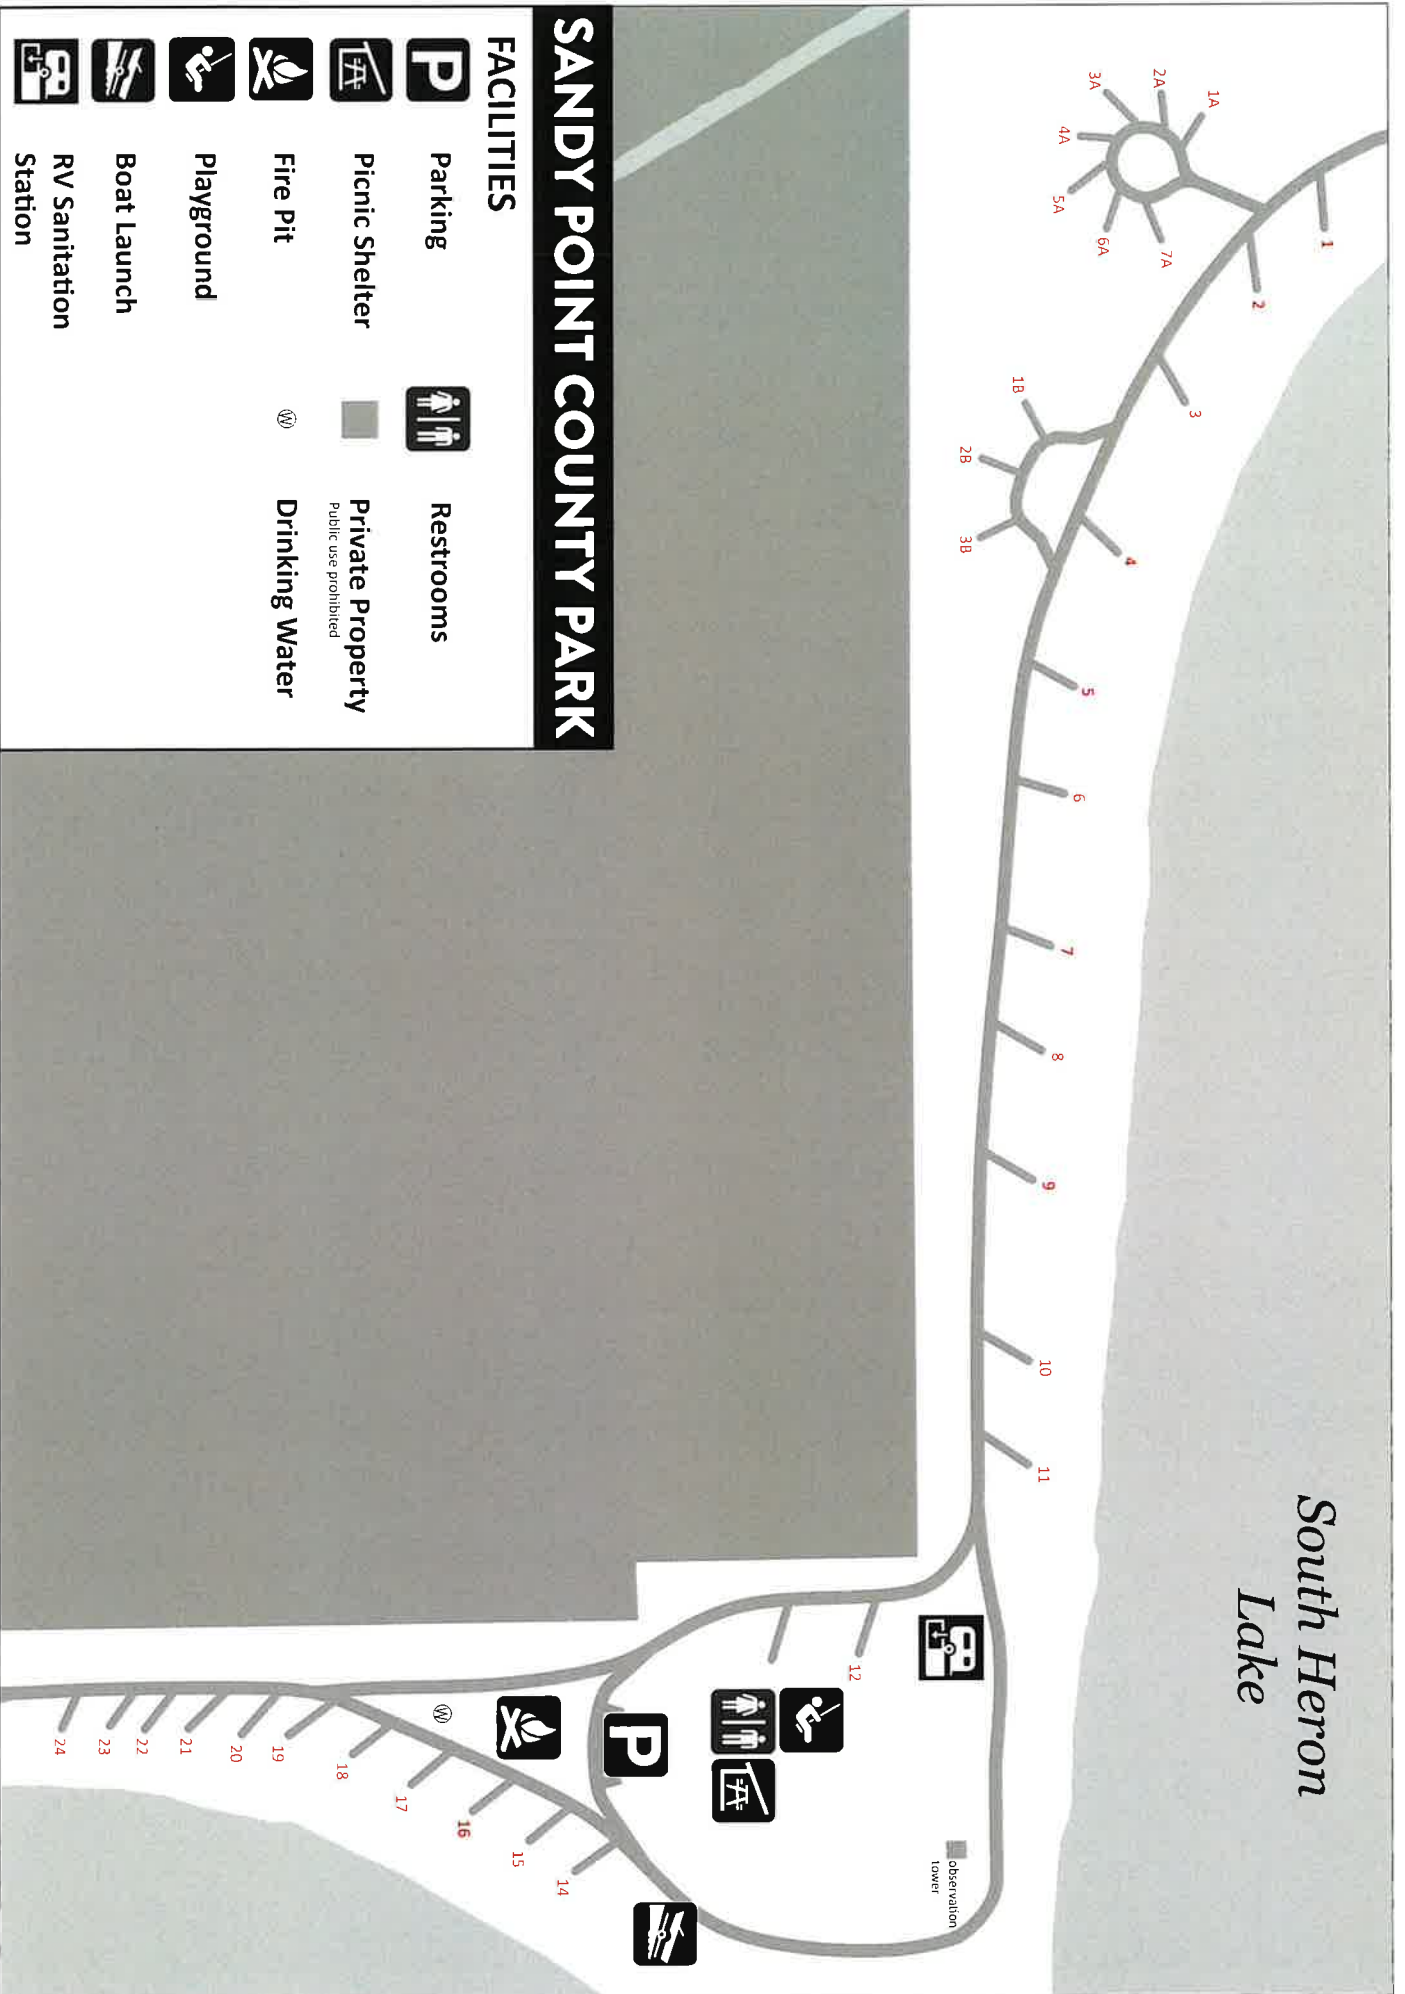 South Heron
Lake
1
2
3
4
5
6
7
8
9
10
11
1A
2A
3A
4A
5A
6A
7A
1B
2B
3B
12
observation
tower
P
W
14
15
16
17
18
19
20
21
22
23
24
SANDY POINT COUNTY PARK
FACILITIES
P Parking
Restrooms
Picnic Shelter
Private Property
Public use prohibited
Fire Pit
W Drinking Water
Playground
Boat Launch
RV Sanitation
Station